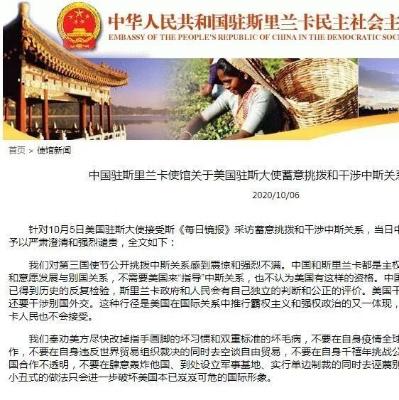 中华人民共和国驻斯里兰卡民主社会主
EMBASSY OF THE PEOPLE'S REPUBLIC OF CHINA IN THE DEMOCRATIC SOC
首页 > 使馆新闻
中国驻斯里兰卡使馆关于美国驻斯大使蓄意挑拨和干涉中斯关系
2020/10/06
针对10月5日美国驻斯大使接受斯《每日镜报》采访蓄意挑拨和干涉中斯关系，当日中
予以严肃澄清和强烈谴责，全文如下：
我们对第三国使节公开挑拨中斯关系感到震惊和强烈不满。中国和斯里兰卡都是主权
和意愿发展与别国关系，不需要美国来"指导"中斯关系，也不认为美国有这样的资格。中国
已得到历史的反复检验，斯里兰卡政府和人民会有自己独立的判断和公正的评价。美国干
还要干涉别国外交。这种行径是美国在国际关系中推行霸权主义和强权政治的又一体现，
卡人民也不会接受。
我们奉劝美方尽快改掉指手画脚的坏习惯和双重标准的坏毛病，不要在自身疫情全球
作，不要在自身违反世界贸易组织裁决的同时去空谈自由贸易，不要在自身千禧年挑战公
国合作不透明，不要在肆意轰炸他国、到处设立军事基地、实行单边制裁的同时去诬蔑别
小丑式的做法只会进一步破坏美国本已岌岌可危的国际形象。